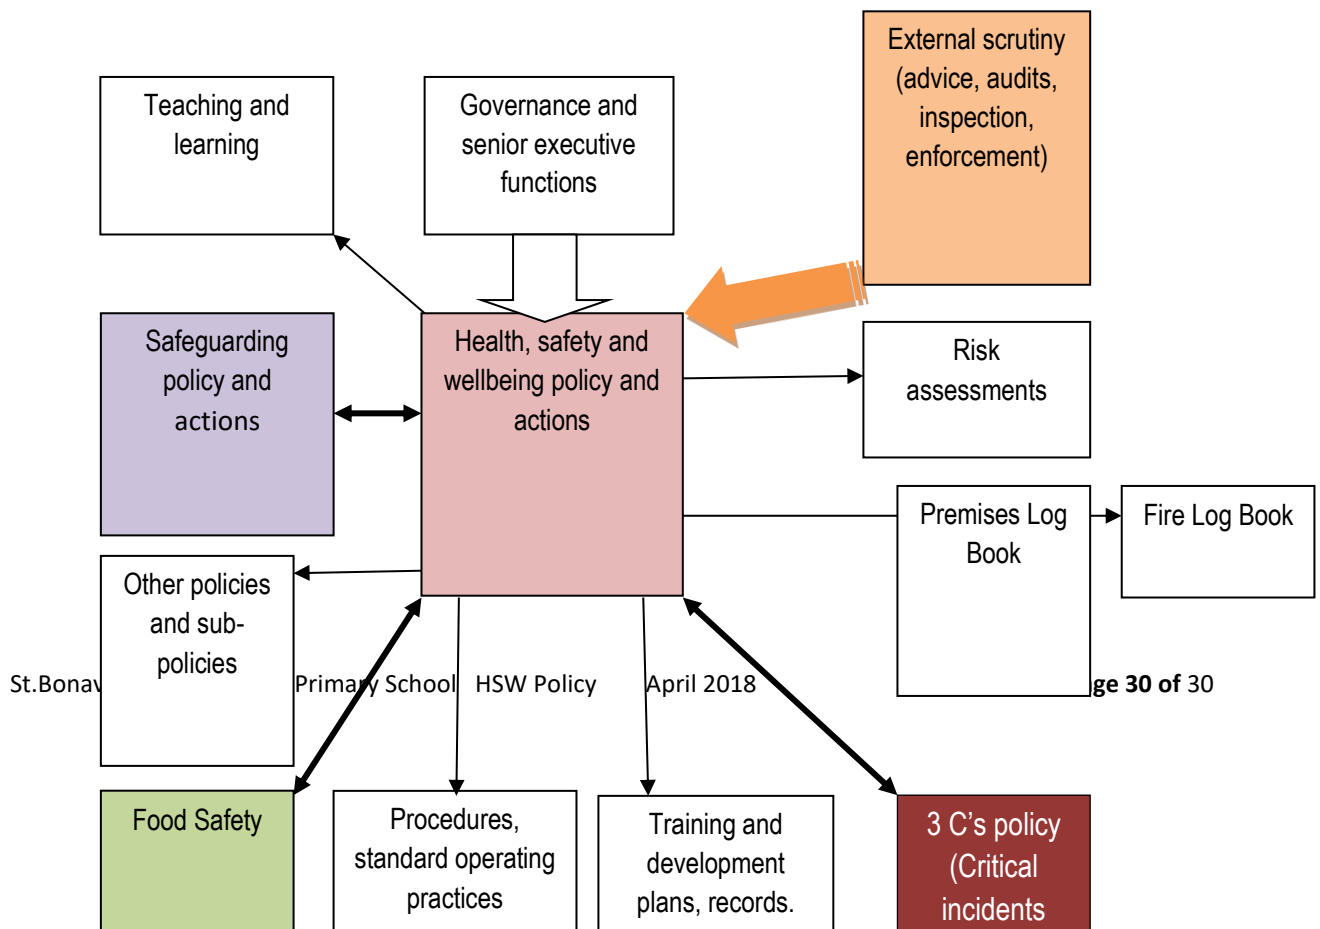 External scrutiny
(advice, audits,
inspection,
enforcement)
Teaching and
learning
Governance and
senior executive
functions
Safeguarding
policy and
actions
Health, safety and
wellbeing policy and
actions
Risk
assessments
Premises Log
Book
Fire Log Book
Other policies
and sub-
policies
St.Bonav Primary School HSW Policy April 2018 ge 30 of 30
Food Safety
Procedures,
standard operating
practices
Training and
development
plans, records.
3 C’s policy
(Critical
incidents